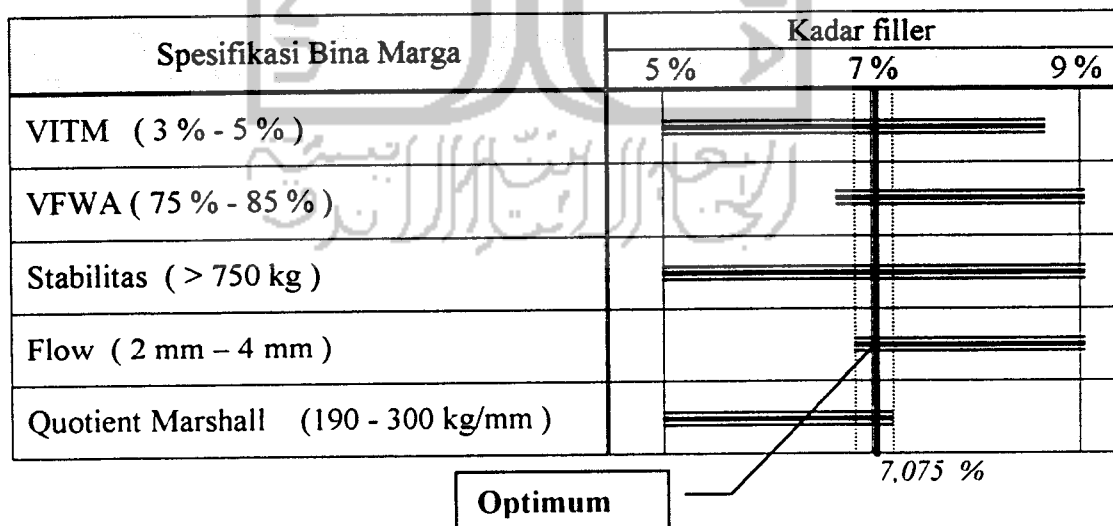 Spesifikasi Bina Marga
Kadar filler
5 % 7 % 9 %
VITM ( 3 % - 5 % )
VFWA ( 75 % - 85 % )
Stabilitas ( > 750 kg )
Flow ( 2 mm – 4 mm )
Quotient Marshall (190 - 300 kg/mm )
7,075 %
Optimum